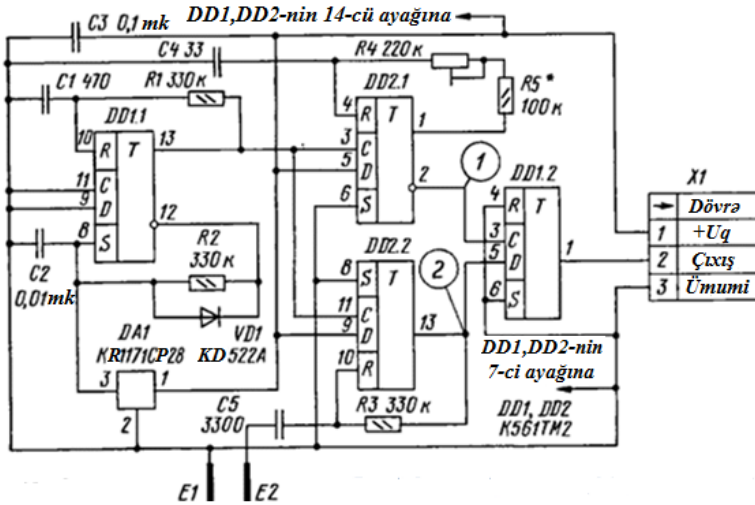 C3 0,1 mk
DD1,DD2-nin 14-cü ayağına
C4 33
R4 220 к
C1 470
R1 330 к
DD2.1
R5*
100 к
DD1.1
10
R
T
13
11
C
9
D
12
8
S
4
R
T
1
3
C
5
D
2
6
S
1
DD1.2
4
R
T
3
C
5
D
1
6
S
X1
Dövrə
1
+Uq
2
Çıxış
3
Ümumi
C2
0,01mk
R2
330 к
DD2.2
8
S
T
11
C
9
D
13
10
R
2
DA1
KR1171CP28
VD1
KD522A
3
1
2
C5
3300
R3 330 к
DD1,DD2-nin
7-ci ayağına
DD1, DD2
K561TM2
E1
E2